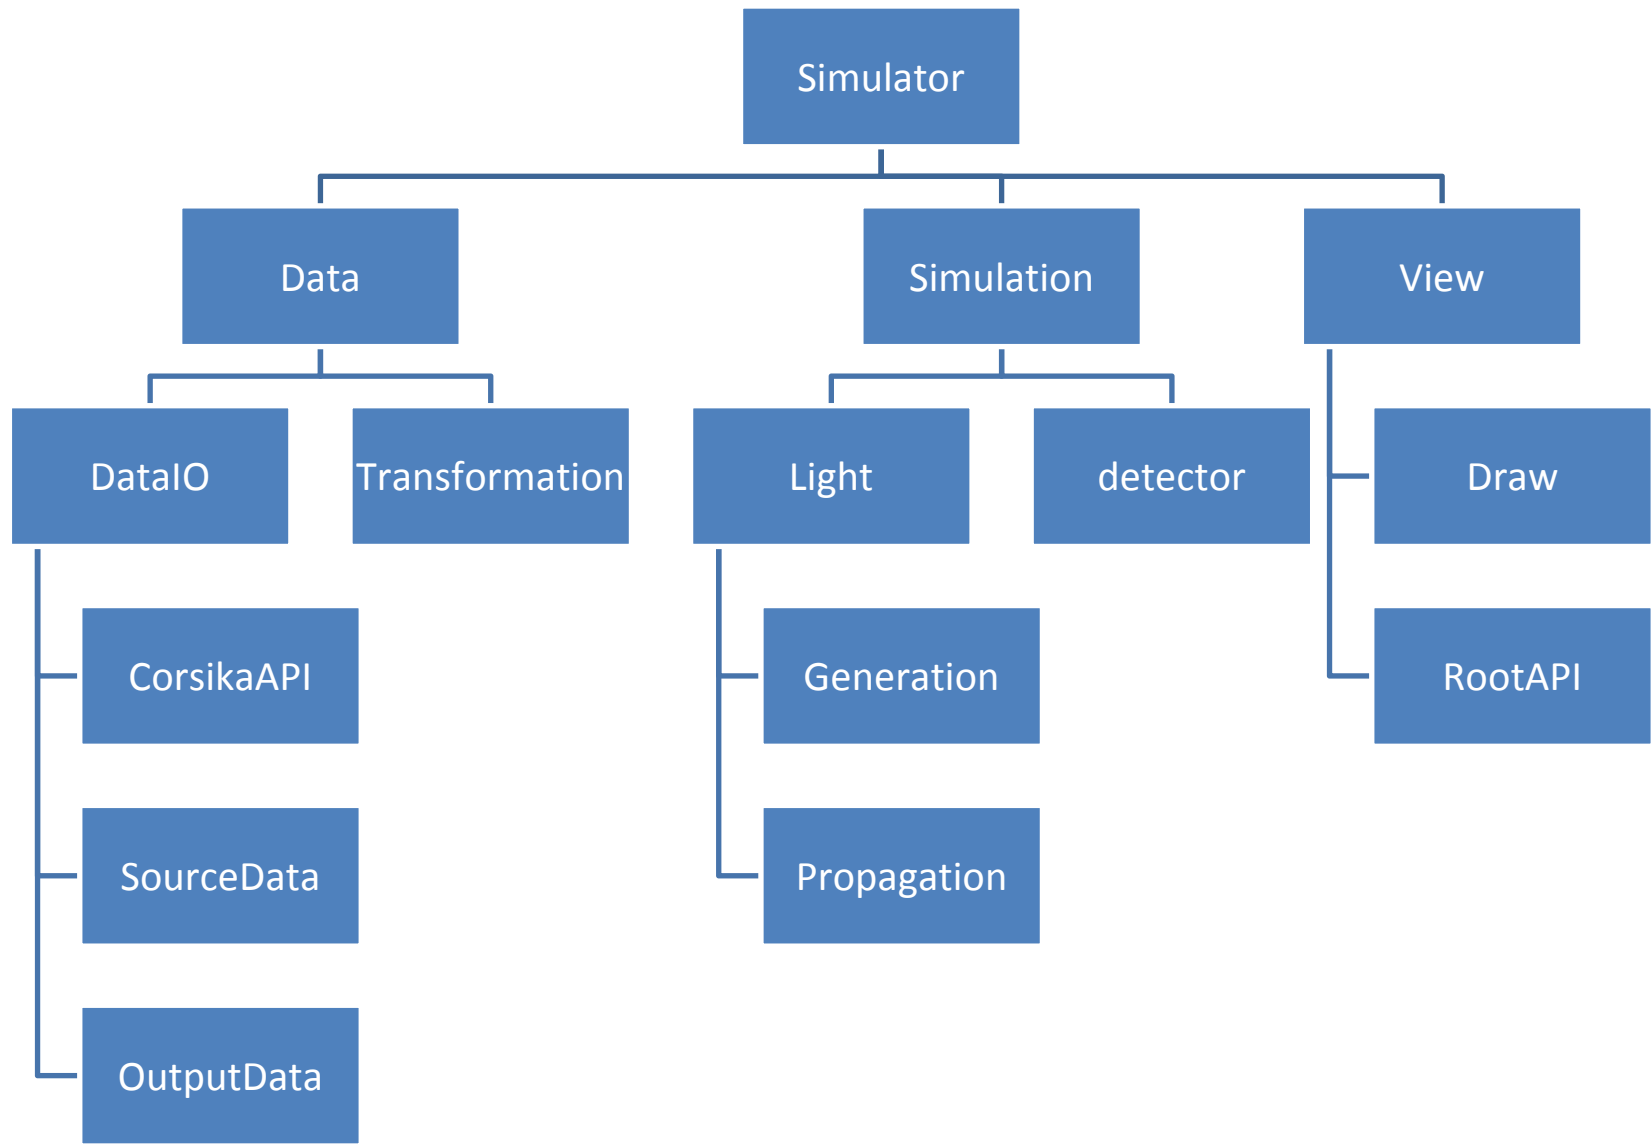 Simulator
Data
Simulation
View
DataIO
Transformation
Light
detector
Draw
CorsikaAPI
Generation
RootAPI
SourceData
Propagation
OutputData